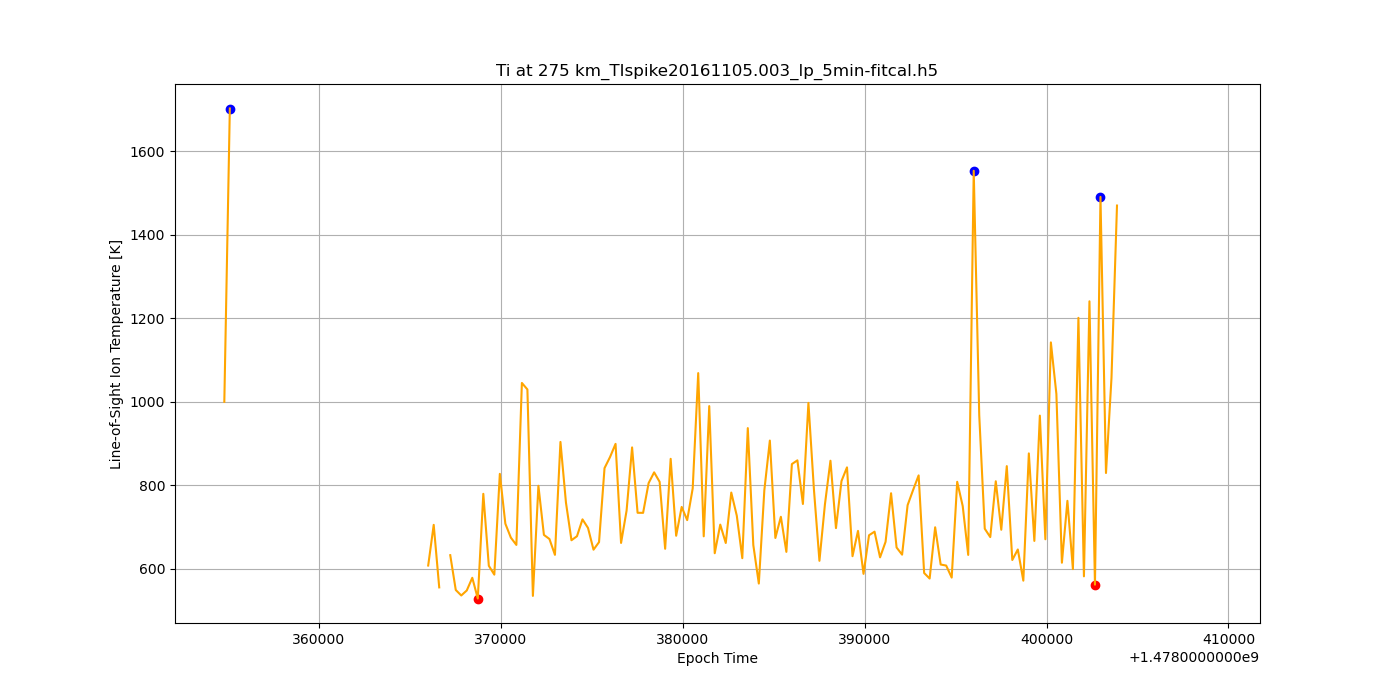 Ti at 275 km_TIspike20161105.003_lp_5min-fitcal.h5
Line-of-Sight Ion Temperature [K]
1600
1400
1200
1000
800
600
360000 370000 380000 390000 400000 410000
Epoch Time
+1.4780000000e9